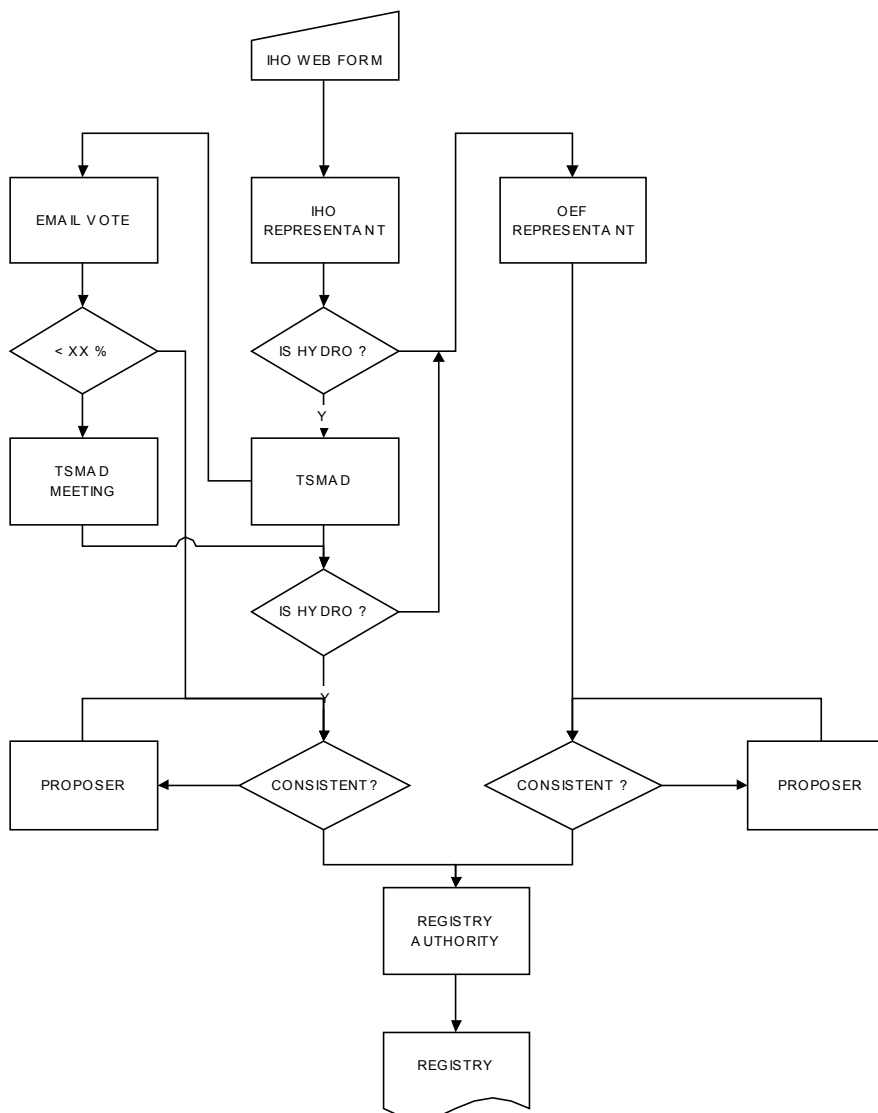 IHO WEB FORM
EMAIL VOTE
IHO
REPRESENTANT
OEF
REPRESENTANT
< XX %
IS HYDRO ?
Y
TSMAD
MEETING
TSMAD
IS HYDRO ?
Y
PROPOSER
CONSISTENT?
CONSISTENT ?
PROPOSER
REGISTRY
AUTHORITY
REGISTRY